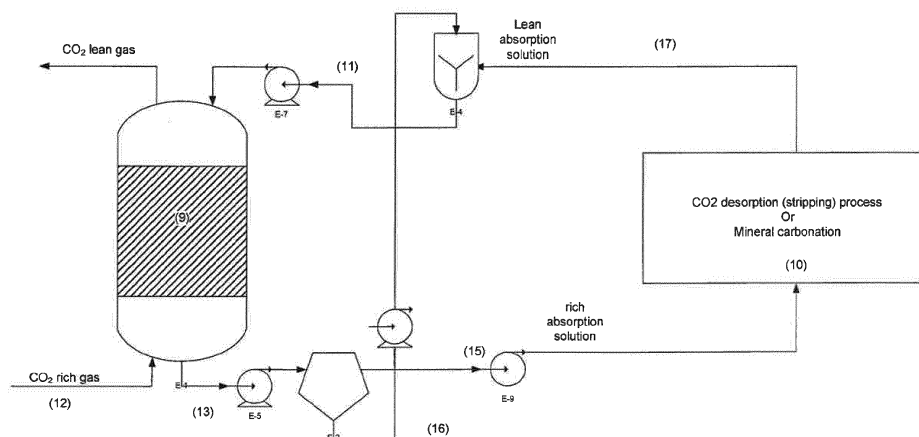 CO₂ lean gas
(11)
E-7
Lean
absorption
solution
(17)
E-4
(9)
CO2 desorption (stripping) process
Or
Mineral carbonation
(10)
rich
absorption
solution
(15)
E-9
CO₂ rich gas
(12)
E-1
(13)
E-5
(16)